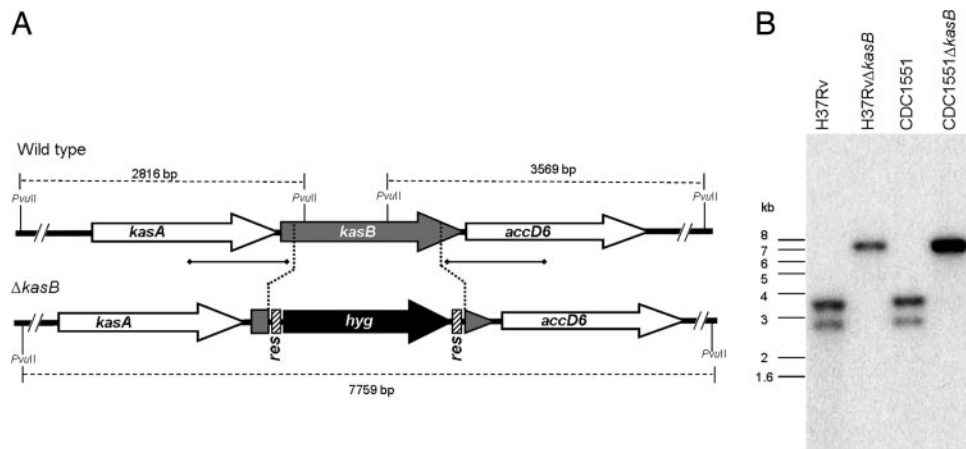 A
B
H37Rv
H37RvΔkasB
CDC1551
CDC1551ΔkasB
Wild type
2816 bp
3569 bp
PvuII
PvuII
PvuII
PvuII
kasA
kasB
accD6
ΔkasB
kasA
res
hyg
res
accD6
PvuII
PvuII
7759 bp
kb
8
7
6
5
4
3
2
1.6